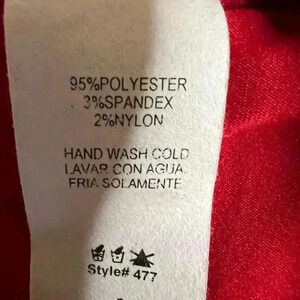 95%POLYESTER
3%SPANDEX
2%NYLON
HAND WASH COLD
LAVAR CON AGUA
FRIA SOLAMENTE
Style# 477